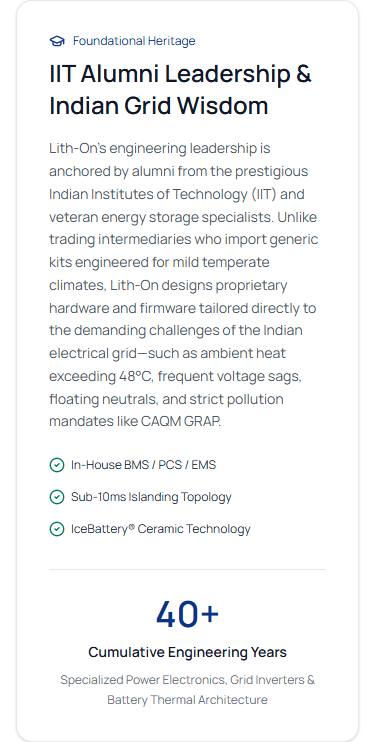 Foundational Heritage
IIT Alumni Leadership &
Indian Grid Wisdom
Lith-On's engineering leadership is
anchored by alumni from the prestigious
Indian Institutes of Technology (IIT) and
veteran energy storage specialists. Unlike
trading intermediaries who import generic
kits engineered for mild temperate
climates, Lith-On designs proprietary
hardware and firmware tailored directly to
the demanding challenges of the Indian
electrical grid—such as ambient heat
exceeding 48°C, frequent voltage sags,
floating neutrals, and strict pollution
mandates like CAQM GRAP.
In-House BMS / PCS / EMS
Sub-10ms Islanding Topology
IceBattery® Ceramic Technology
40+
Cumulative Engineering Years
Specialized Power Electronics, Grid Inverters &
Battery Thermal Architecture